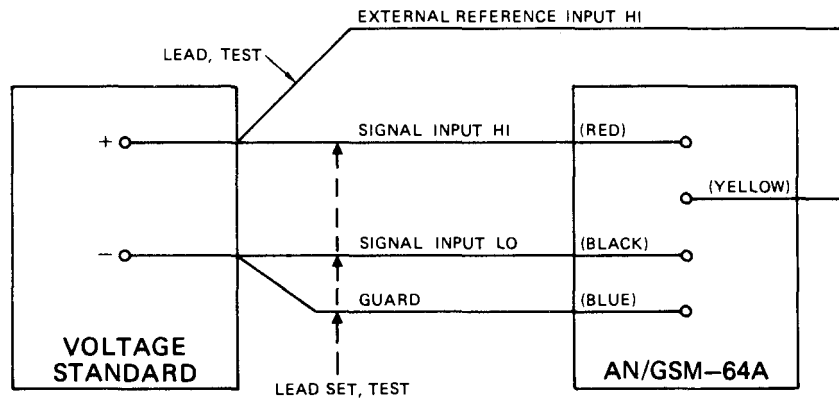 EXTERNAL REFERENCE INPUT HI
LEAD, TEST
+
SIGNAL INPUT HI
(RED)
(YELLOW)
–
SIGNAL INPUT LO
(BLACK)
GUARD
(BLUE)
VOLTAGE
STANDARD
AN/GSM–64A
LEAD SET, TEST